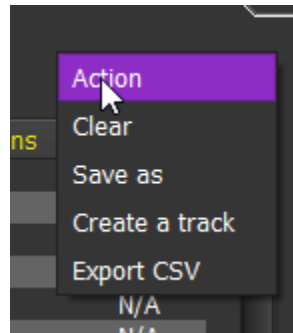 Action
Clear
ns
Save as
Create a track
Export CSV
N/A
N/A